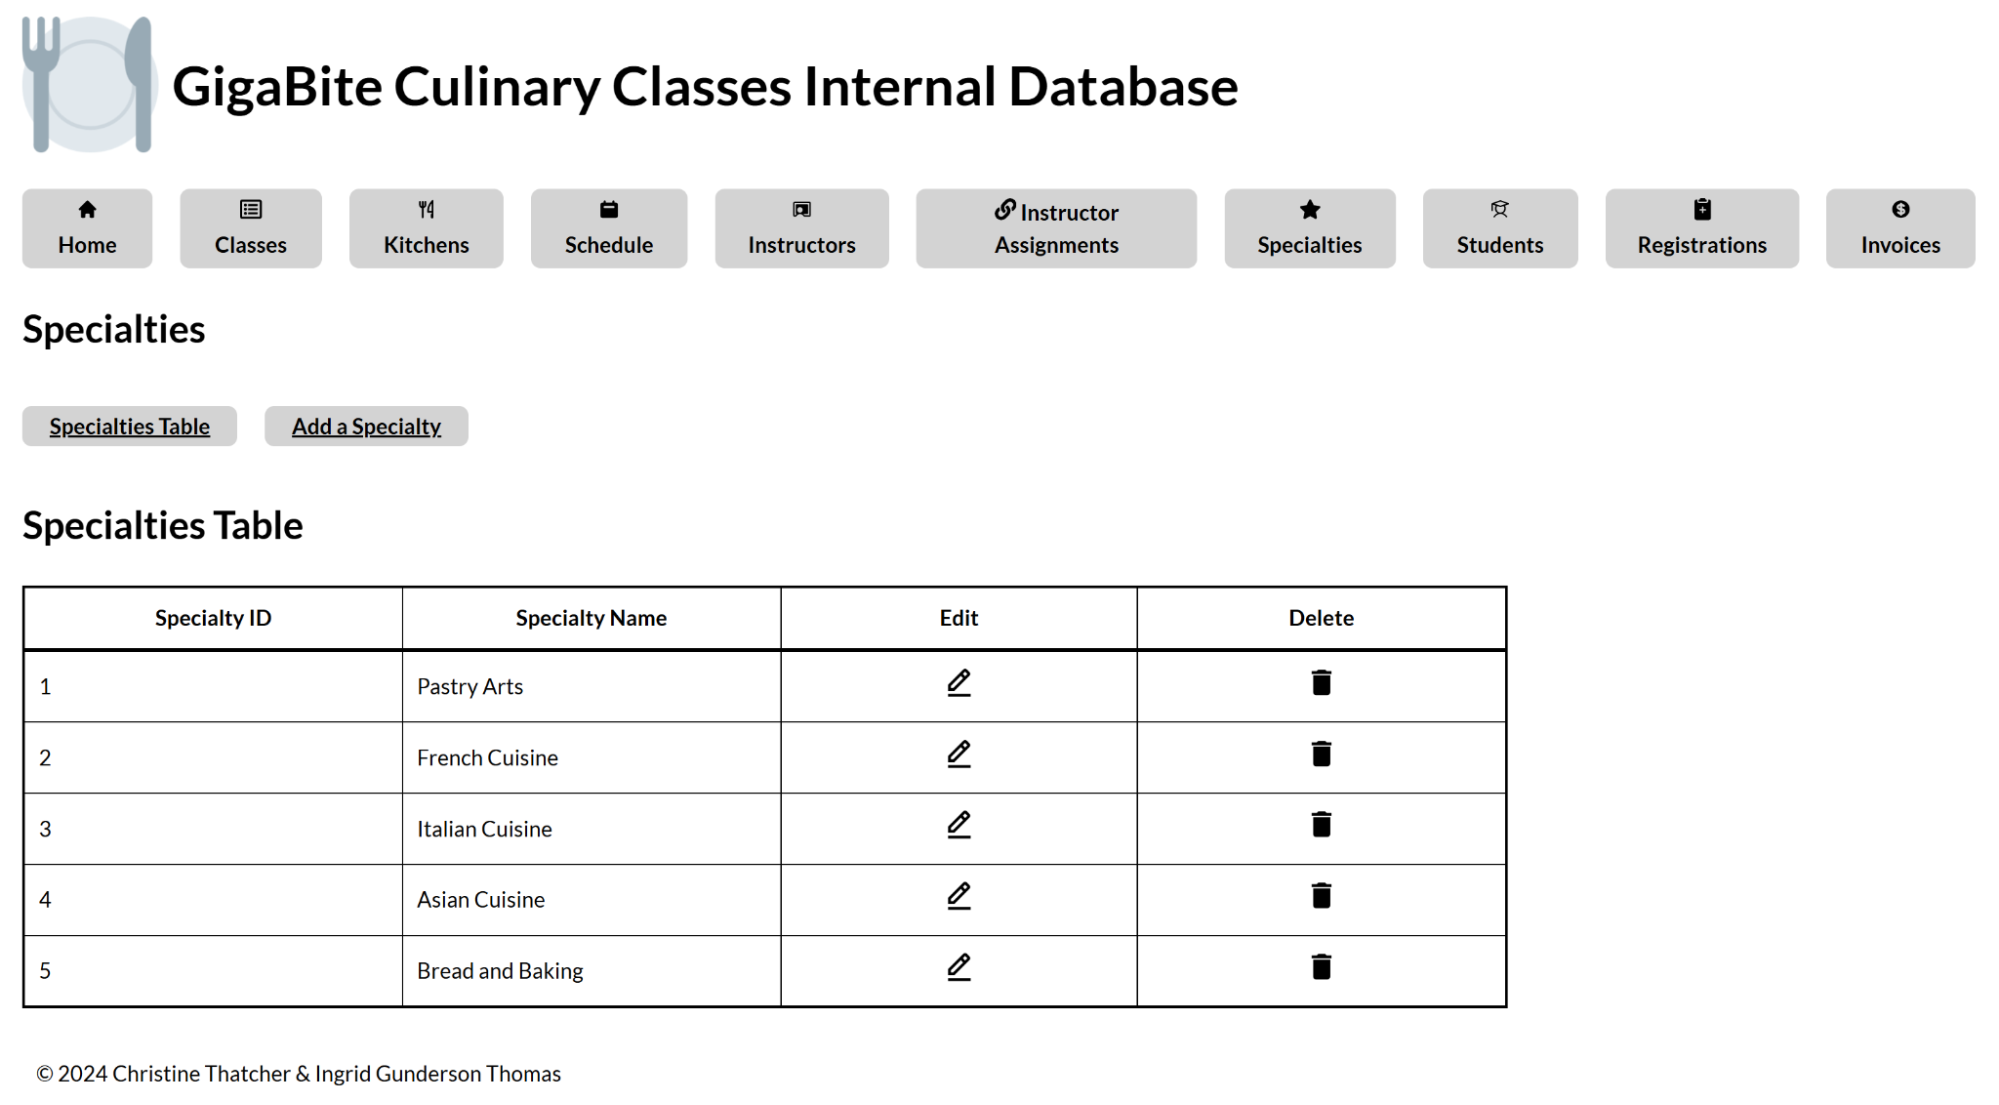 GigaBite Culinary Classes Internal Database
Home
Classes
Kitchens
Schedule
Instructors
Instructor
Assignments
Specialties
Students
Registrations
Invoices
Specialties
Specialties Table
Add a Specialty
Specialties Table
Specialty ID Specialty Name Edit Delete
1 Pastry Arts
2 French Cuisine
3 Italian Cuisine
4 Asian Cuisine
5 Bread and Baking
© 2024 Christine Thatcher & Ingrid Gunderson Thomas